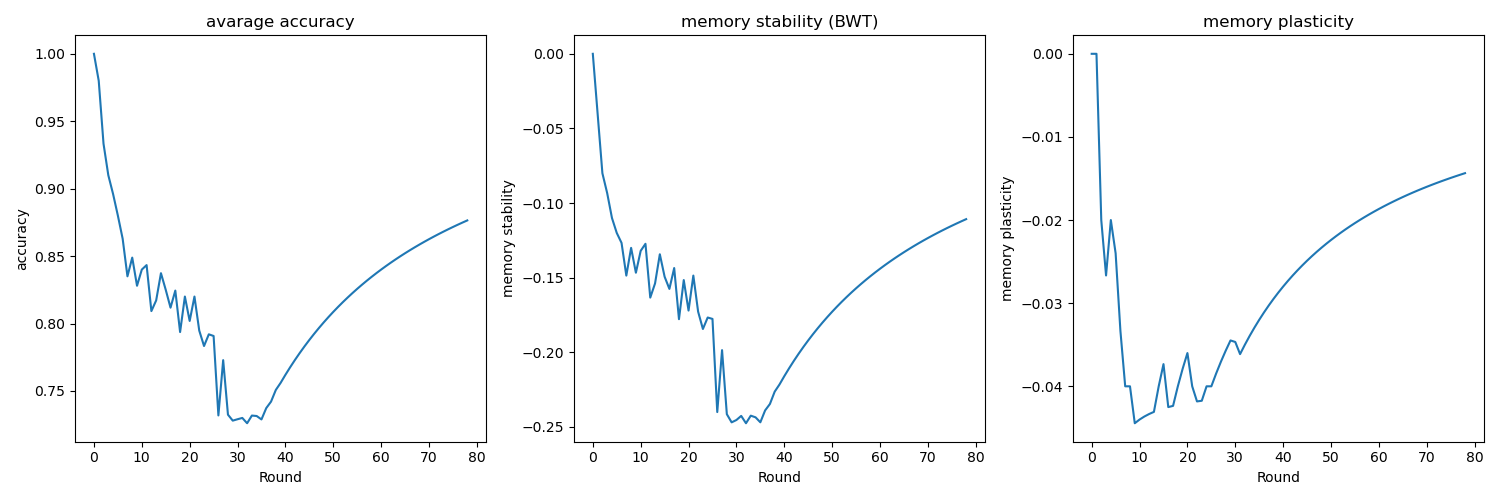 avarage accuracy
accuracy
1.00
0.95
0.90
0.85
0.80
0.75
0 10 20 30 40 50 60 70 80
Round
memory stability (BWT)
memory stability
0.00
−0.05
−0.10
−0.15
−0.20
−0.25
0 10 20 30 40 50 60 70 80
Round
memory plasticity
memory plasticity
0.00
−0.01
−0.02
−0.03
−0.04
0 10 20 30 40 50 60 70 80
Round